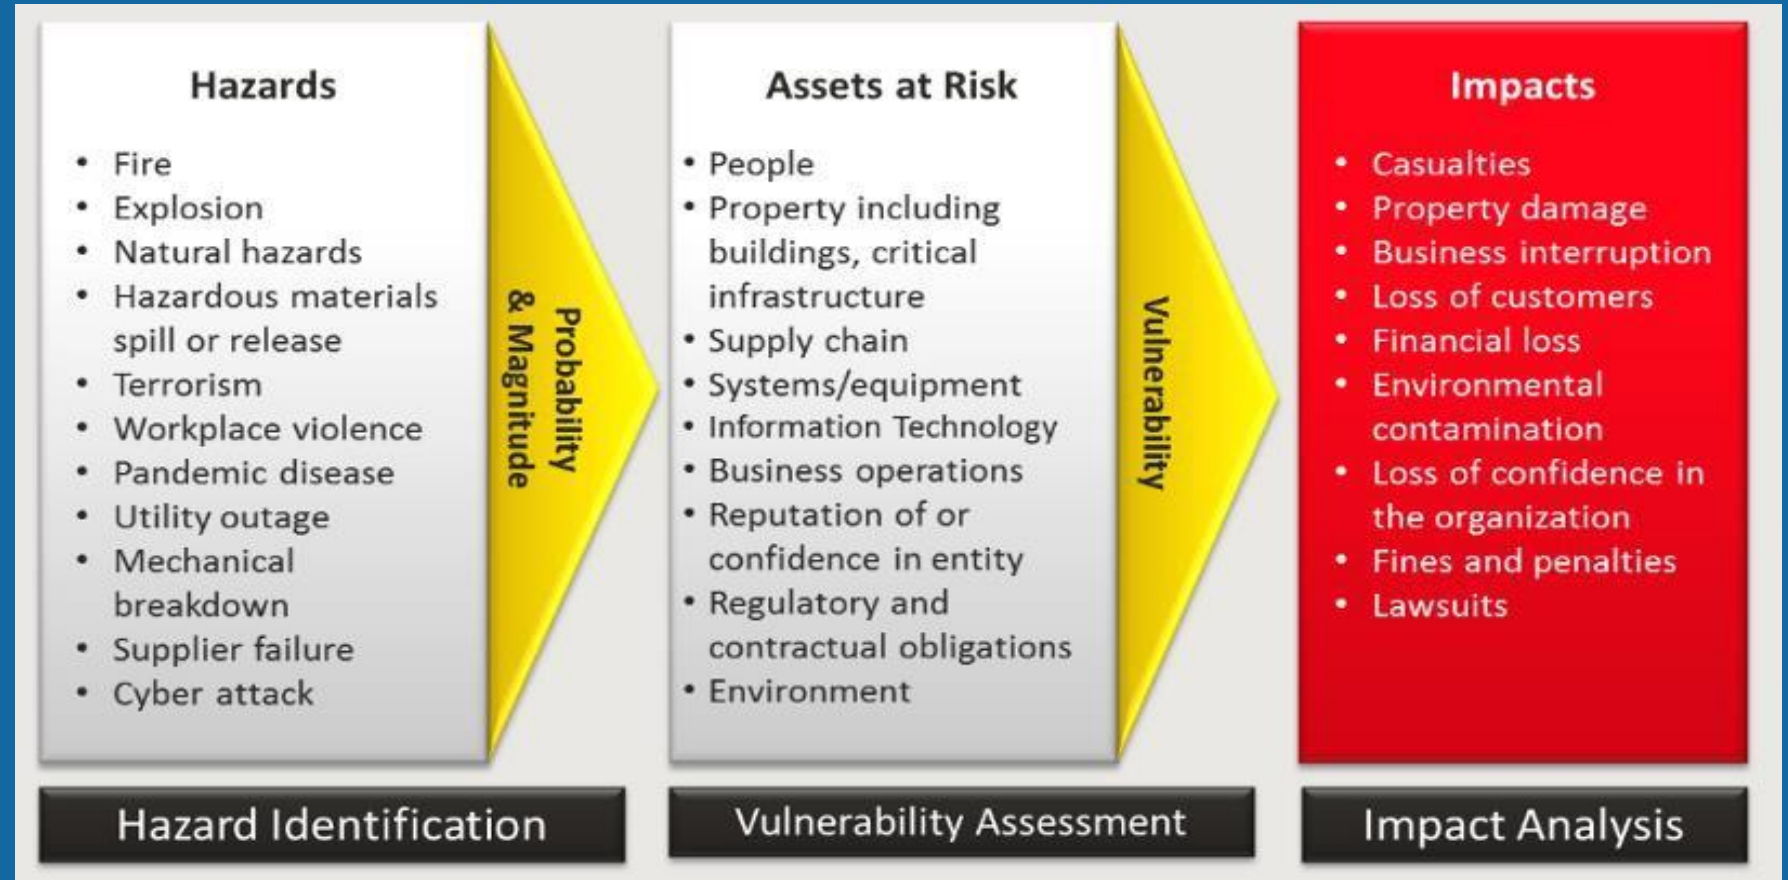 Hazards
• Fire
• Explosion
• Natural hazards
• Hazardous materials
spill or release
• Terrorism
• Workplace violence
• Pandemic disease
• Utility outage
• Mechanical
breakdown
• Supplier failure
• Cyber attack
Probability
& Magnitude
Hazard Identification
Assets at Risk
• People
• Property including
buildings, critical
infrastructure
• Supply chain
• Systems/equipment
• Information Technology
• Business operations
• Reputation of or
confidence in entity
• Regulatory and
contractual obligations
• Environment
Vulnerability
Vulnerability Assessment
Impacts
• Casualties
• Property damage
• Business interruption
• Loss of customers
• Financial loss
• Environmental
contamination
• Loss of confidence in
the organization
• Fines and penalties
• Lawsuits
Impact Analysis